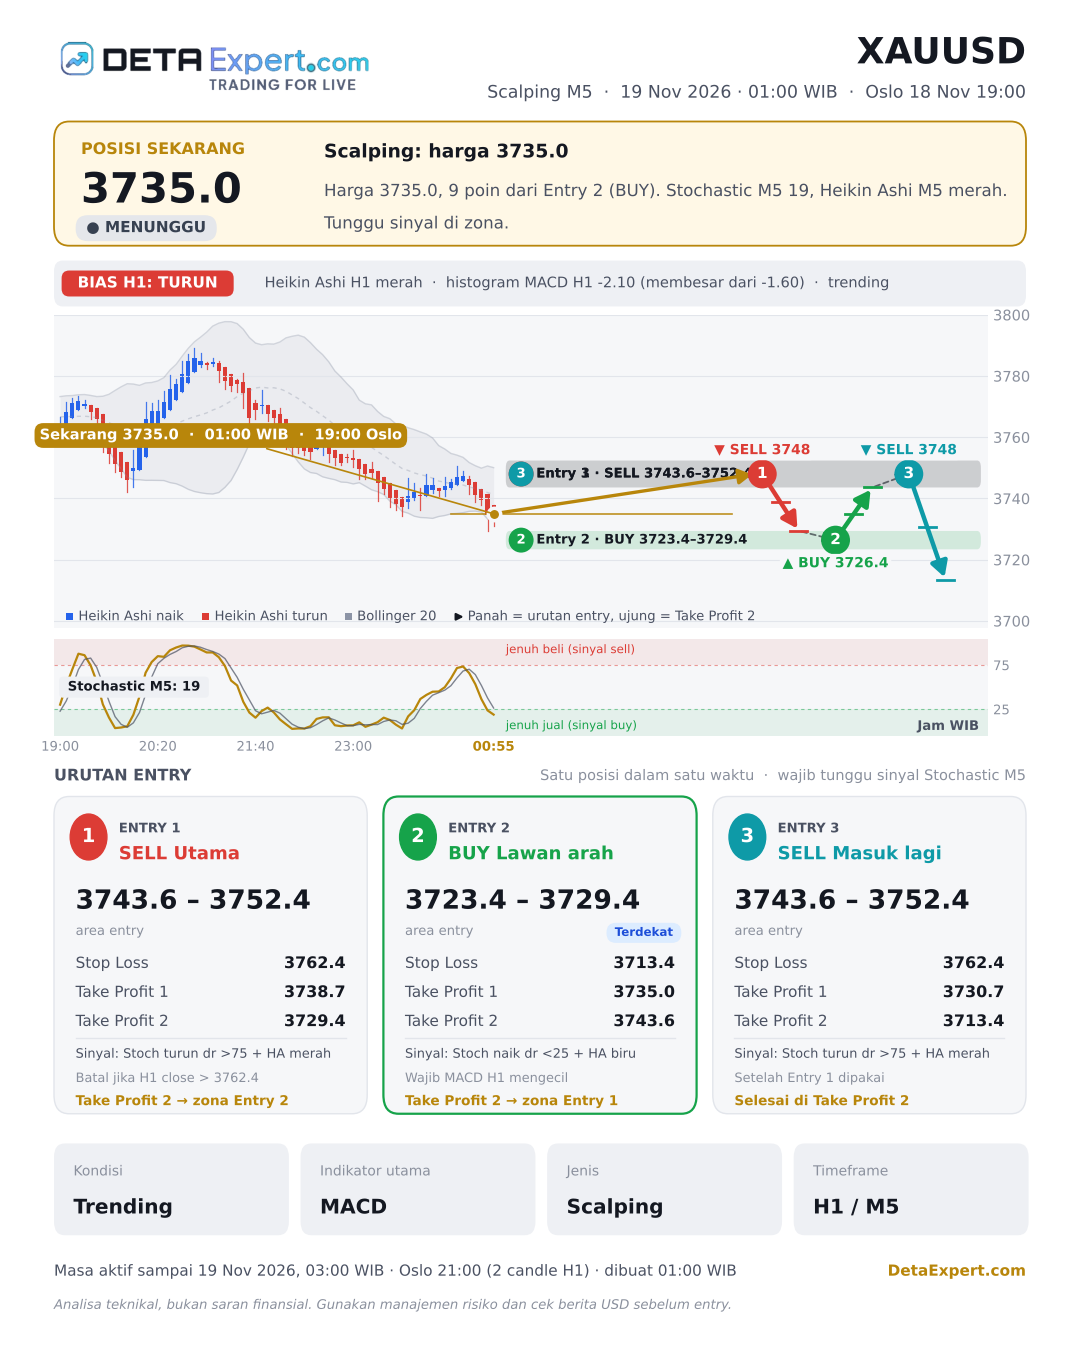 DETA Expert.com
TRADING FOR LIVE
XAUUSD
Scalping M5 · 19 Nov 2026 · 01:00 WIB · Oslo 18 Nov 19:00
POSISI SEKARANG
3735.0
● MENUNGGU
Scalping: harga 3735.0
Harga 3735.0, 9 poin dari Entry 2 (BUY). Stochastic M5 19, Heikin Ashi M5 merah.
Tunggu sinyal di zona.
BIAS H1: TURUN
Heikin Ashi H1 merah · histogram MACD H1 -2.10 (membesar dari -1.60) · trending
3800
3780
3760
3740
3720
3700
Sekarang 3735.0 · 01:00 WIB · 19:00 Oslo
▼ SELL 3748
▼ SELL 3748
3
Entry 3 · SELL 3743.6–3752.4
1
3
2
Entry 2 · BUY 3723.4–3729.4
2
▲ BUY 3726.4
Heikin Ashi naik
Heikin Ashi turun
Bollinger 20
Panah = urutan entry, ujung = Take Profit 2
jenuh beli (sinyal sell)
75
Stochastic M5: 19
25
jenuh jual (sinyal buy)
Jam WIB
19:00
20:20
21:40
23:00
00:55
URUTAN ENTRY
Satu posisi dalam satu waktu · wajib tunggu sinyal Stochastic M5
1
ENTRY 1
SELL Utama
3743.6 – 3752.4
area entry
Stop Loss 3762.4
Take Profit 1 3738.7
Take Profit 2 3729.4
Sinyal: Stoch turun dr >75 + HA merah
Batal jika H1 close > 3762.4
Take Profit 2 → zona Entry 2
2
ENTRY 2
BUY Lawan arah
3723.4 – 3729.4
area entry
Terdekat
Stop Loss 3713.4
Take Profit 1 3735.0
Take Profit 2 3743.6
Sinyal: Stoch naik dr <25 + HA biru
Wajib MACD H1 mengecil
Take Profit 2 → zona Entry 1
3
ENTRY 3
SELL Masuk lagi
3743.6 – 3752.4
area entry
Stop Loss 3762.4
Take Profit 1 3730.7
Take Profit 2 3713.4
Sinyal: Stoch turun dr >75 + HA merah
Setelah Entry 1 dipakai
Selesai di Take Profit 2
Kondisi
Trending
Indikator utama
MACD
Jenis
Scalping
Timeframe
H1 / M5
Masa aktif sampai 19 Nov 2026, 03:00 WIB · Oslo 21:00 (2 candle H1) · dibuat 01:00 WIB
DetaExpert.com
Analisa teknikal, bukan saran finansial. Gunakan manajemen risiko dan cek berita USD sebelum entry.